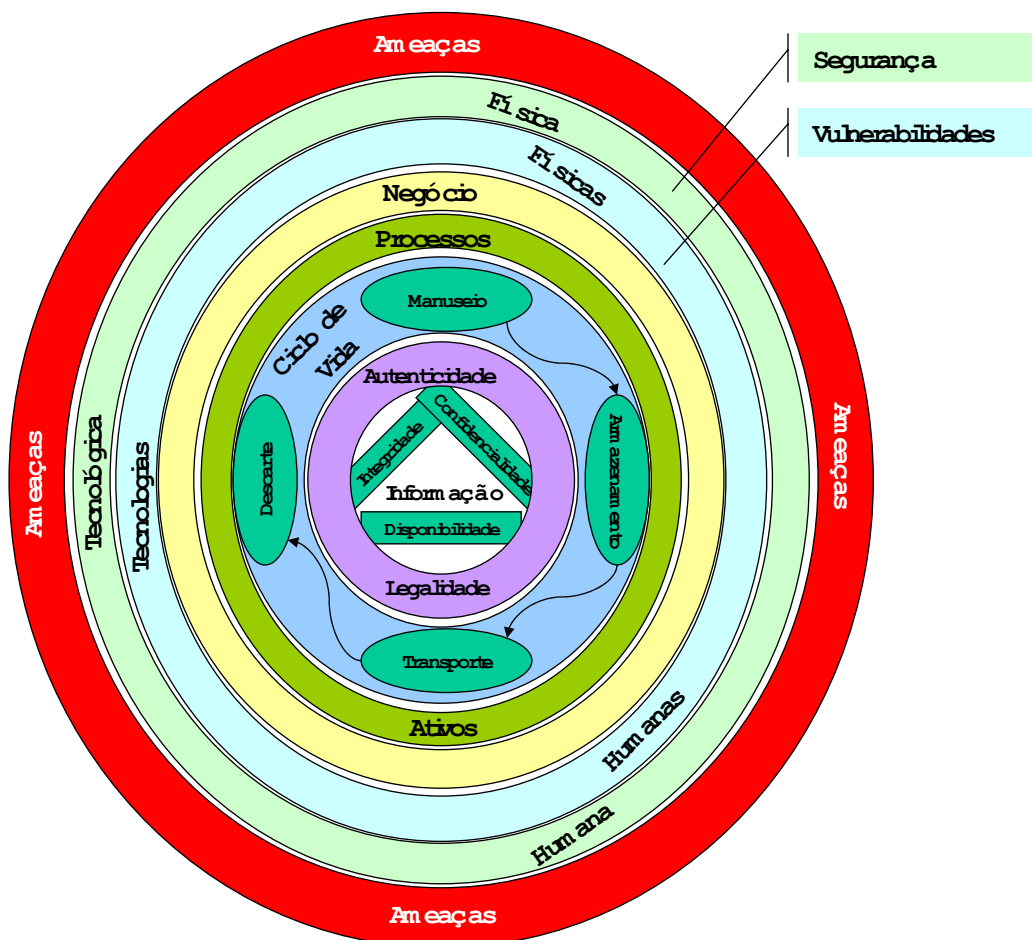 Ameaças
Segurança
Física
Vulnerabilidades
Físicas
Negócio
Processos
Manuseio
Ciclo de
Vida
Autenticidade
Confidencialidade
Integridade
Informação
Disponibilidade
Legalidade
Armazenamento
Descarte
Transporte
Ativos
Tecnologias
Tecnológica
Ameaças
Ameaças
Humanas
Humana
Ameaças